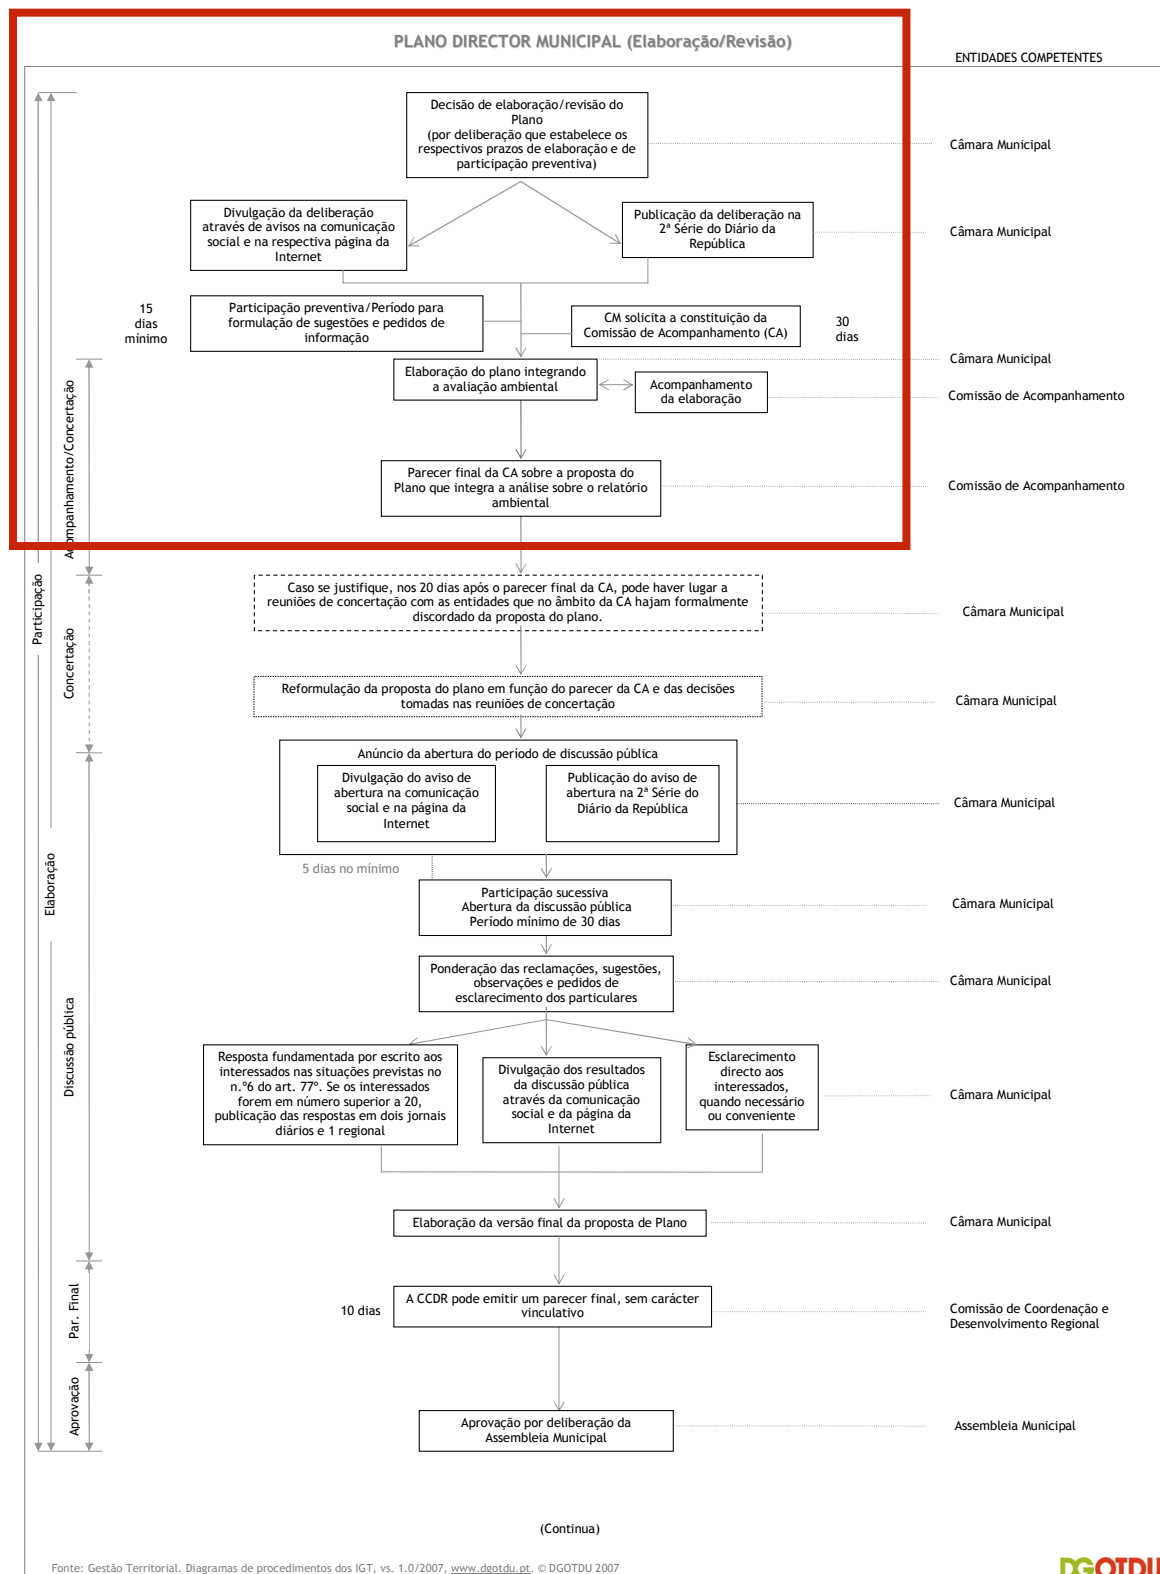 PLANO DIRECTOR MUNICIPAL (Elaboração/Revisão)
ENTIDADES COMPETENTES
Decisão de elaboração/revisão do
Plano
(por deliberação que estabelece os
respectivos prazos de elaboração e de
participação preventiva)
Câmara Municipal
Divulgação da deliberação
através de avisos na comunicação
social e na respectiva página da
Internet
Publicação da deliberação na
2ª Série do Diário da
República
Câmara Municipal
15
dias
mínimo
Participação preventiva/Período para
formulação de sugestões e pedidos de
informação
CM solicita a constituição da
Comissão de Acompanhamento (CA)
30
dias
Elaboração do plano integrando
a avaliação ambiental
Câmara Municipal
Acompanhamento
da elaboração
Comissão de Acompanhamento
Acompanhamento/Concertação
Parecer final da CA sobre a proposta do
Plano que integra a análise sobre o relatório
ambiental
Comissão de Acompanhamento
Participação
Caso se justifique, nos 20 dias após o parecer final da CA, pode haver lugar a
reuniões de concertação com as entidades que no âmbito da CA hajam formalmente
discordado da proposta do plano.
Câmara Municipal
Concertação
Reformulação da proposta do plano em função do parecer da CA e das decisões
tomadas nas reuniões de concertação
Câmara Municipal
Anúncio da abertura do período de discussão pública
Divulgação do aviso de
abertura na comunicação
social e na página da
Internet
Publicação do aviso de
abertura na 2ª Série do
Diário da República
Câmara Municipal
5 dias no mínimo
Elaboração
Participação sucessiva
Abertura da discussão pública
Período mínimo de 30 dias
Câmara Municipal
Ponderação das reclamações, sugestões,
observações e pedidos de
esclarecimento dos particulares
Câmara Municipal
Discussão pública
Resposta fundamentada por escrito aos
interessados nas situações previstas no
n.º6 do art. 77º. Se os interessados
forem em número superior a 20,
publicação das respostas em dois jornais
diários e 1 regional
Divulgação dos resultados
da discussão pública
através da comunicação
social e da página da
Internet
Esclarecimento
directo aos
interessados,
quando necessário
ou conveniente
Câmara Municipal
Elaboração da versão final da proposta de Plano
Câmara Municipal
Par. Final
10 dias
A CCDR pode emitir um parecer final, sem carácter
vinculativo
Comissão de Coordenação e
Desenvolvimento Regional
Aprovação
Aprovação por deliberação da
Assembleia Municipal
Assembleia Municipal
(Continua)
Fonte: Gestão Territorial. Diagramas de procedimentos dos IGT, vs. 1.0/2007, www.dgotdu.pt. © DGOTDU 2007
DGOTDU